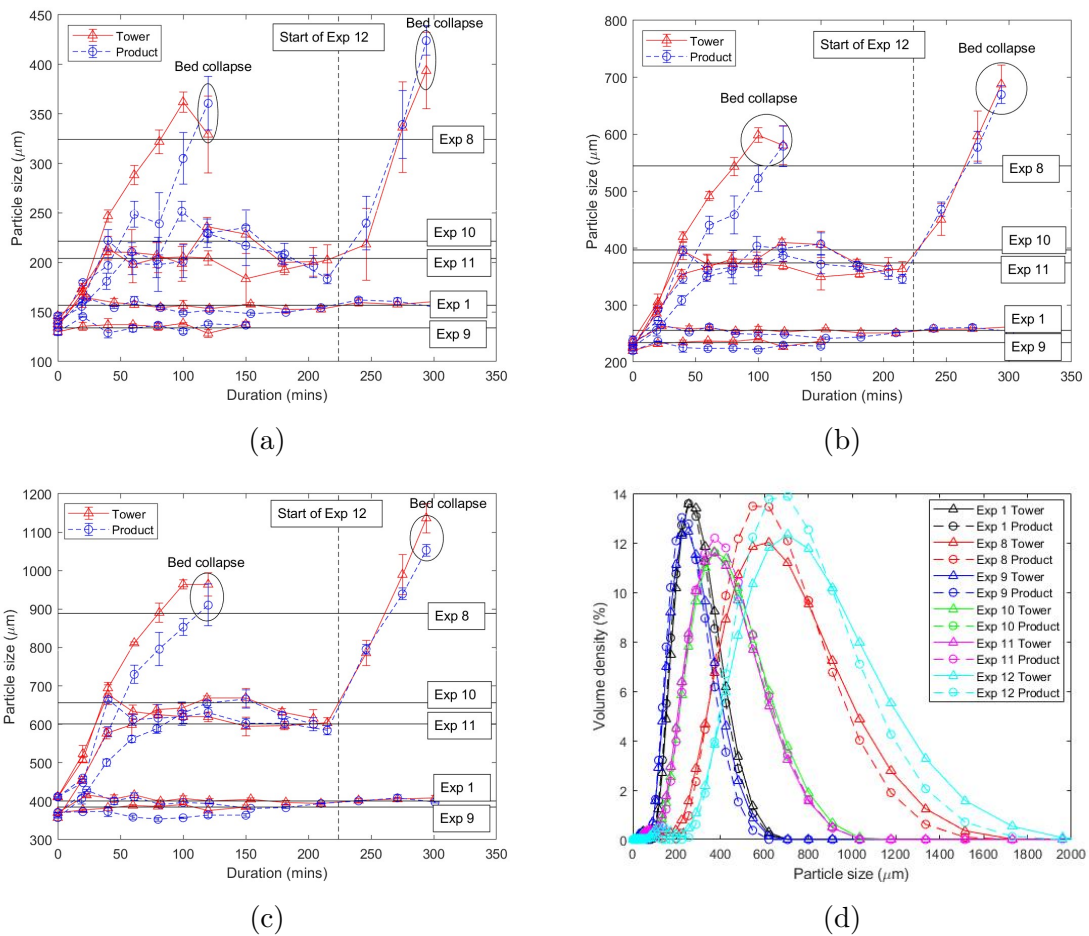 450
400
350
300
250
200
150
100
0
50
100
150
200
250
300
350
Particle size (μm)
Duration (mins)
Tower
Product
Start of Exp 12
Bed collapse
Bed collapse
Exp 8
Exp 10
Exp 11
Exp 1
Exp 9
(a)
800
700
600
500
400
300
200
0
50
100
150
200
250
300
350
Particle size (μm)
Duration (mins)
Tower
Product
Start of Exp 12
Bed collapse
Bed collapse
Exp 8
Exp 10
Exp 11
Exp 1
Exp 9
(b)
1200
1100
1000
900
800
700
600
500
400
300
0
50
100
150
200
250
300
350
Particle size (μm)
Duration (mins)
Tower
Product
Start of Exp 12
Bed collapse
Bed collapse
Exp 8
Exp 10
Exp 11
Exp 1
Exp 9
(c)
14
12
10
8
6
4
2
0
0
200
400
600
800
1000
1200
1400
1600
1800
2000
Volume density (%)
Particle size (μm)
Exp 1 Tower
Exp 1 Product
Exp 8 Tower
Exp 8 Product
Exp 9 Tower
Exp 9 Product
Exp 10 Tower
Exp 10 Product
Exp 11 Tower
Exp 11 Product
Exp 12 Tower
Exp 12 Product
(d)